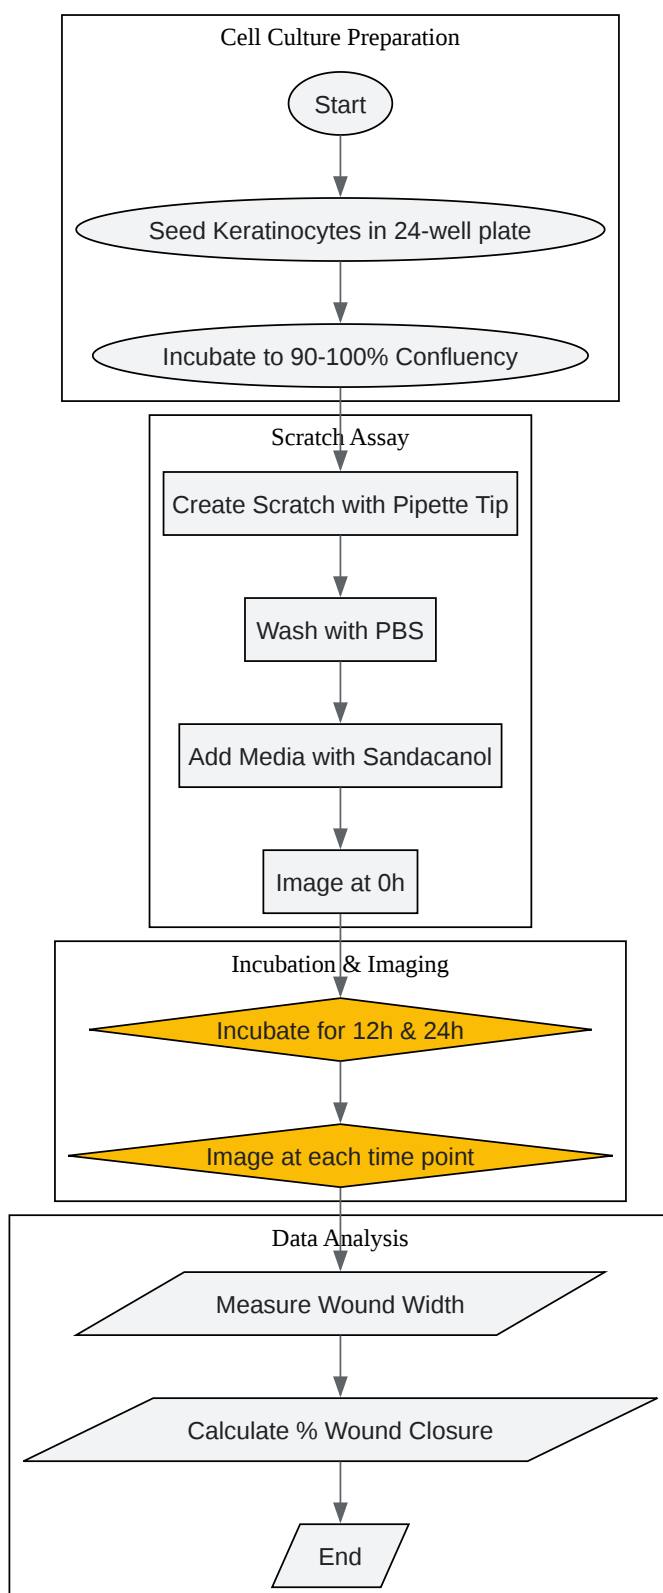 Cell Culture Preparation
Start
Seed Keratinocytes in 24-well plate
Incubate to 90-100% Confluency
Scratch Assay
Create Scratch with Pipette Tip
Wash with PBS
Add Media with Sandacanol
Image at 0h
Incubation & Imaging
Incubate for 12h & 24h
Image at each time point
Data Analysis
Measure Wound Width
Calculate % Wound Closure
End